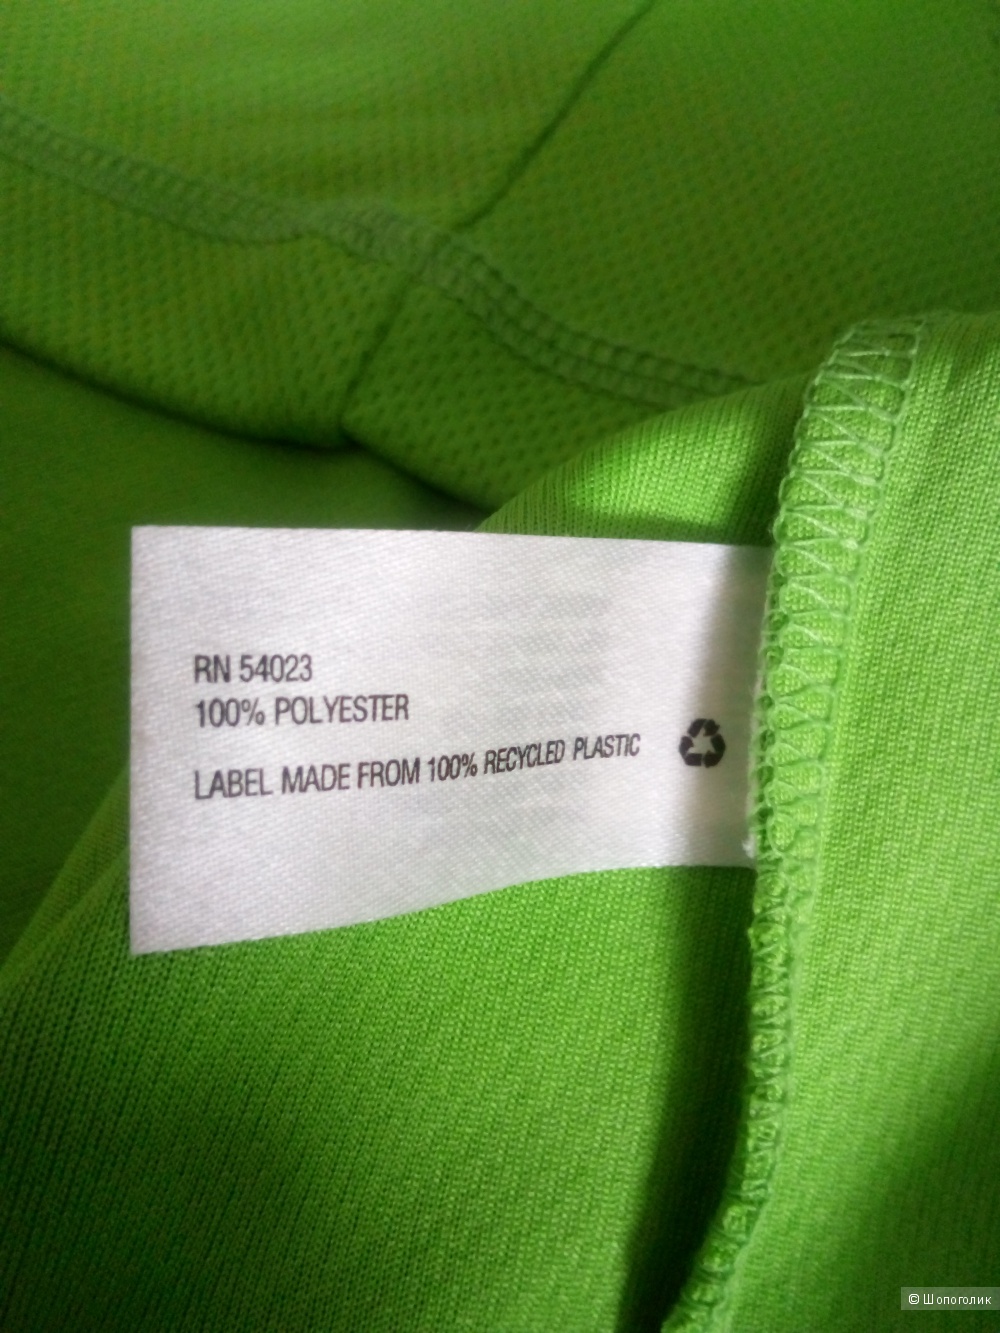 RN 54023
100% POLYESTER
LABEL MADE FROM 100% RECYCLED PLASTIC
© Шопоголик